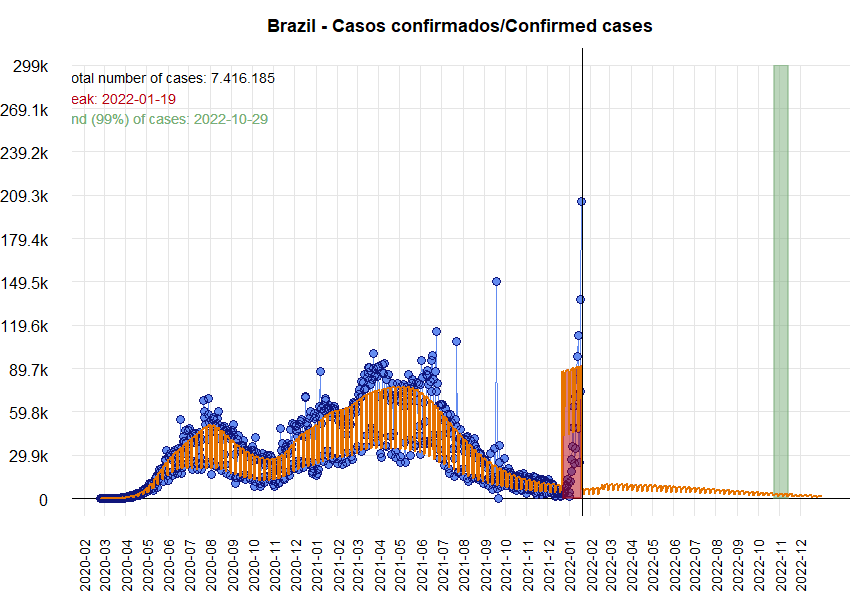 Brazil - Casos confirmados/Confirmed cases
299k
otal number of cases: 7.416.185
eak: 2022-01-19
269.1k
nd (99%) of cases: 2022-10-29
239.2k
209.3k
179.4k
149.5k
119.6k
89.7k
59.8k
29.9k
0
2020-02
2020-03
2020-04
2020-05
2020-06
2020-07
2020-08
2020-09
2020-10
2020-11
2020-12
2021-01
2021-02
2021-03
2021-04
2021-05
2021-06
2021-07
2021-08
2021-09
2021-10
2021-11
2021-12
2022-01
2022-02
2022-03
2022-04
2022-05
2022-06
2022-07
2022-08
2022-09
2022-10
2022-11
2022-12